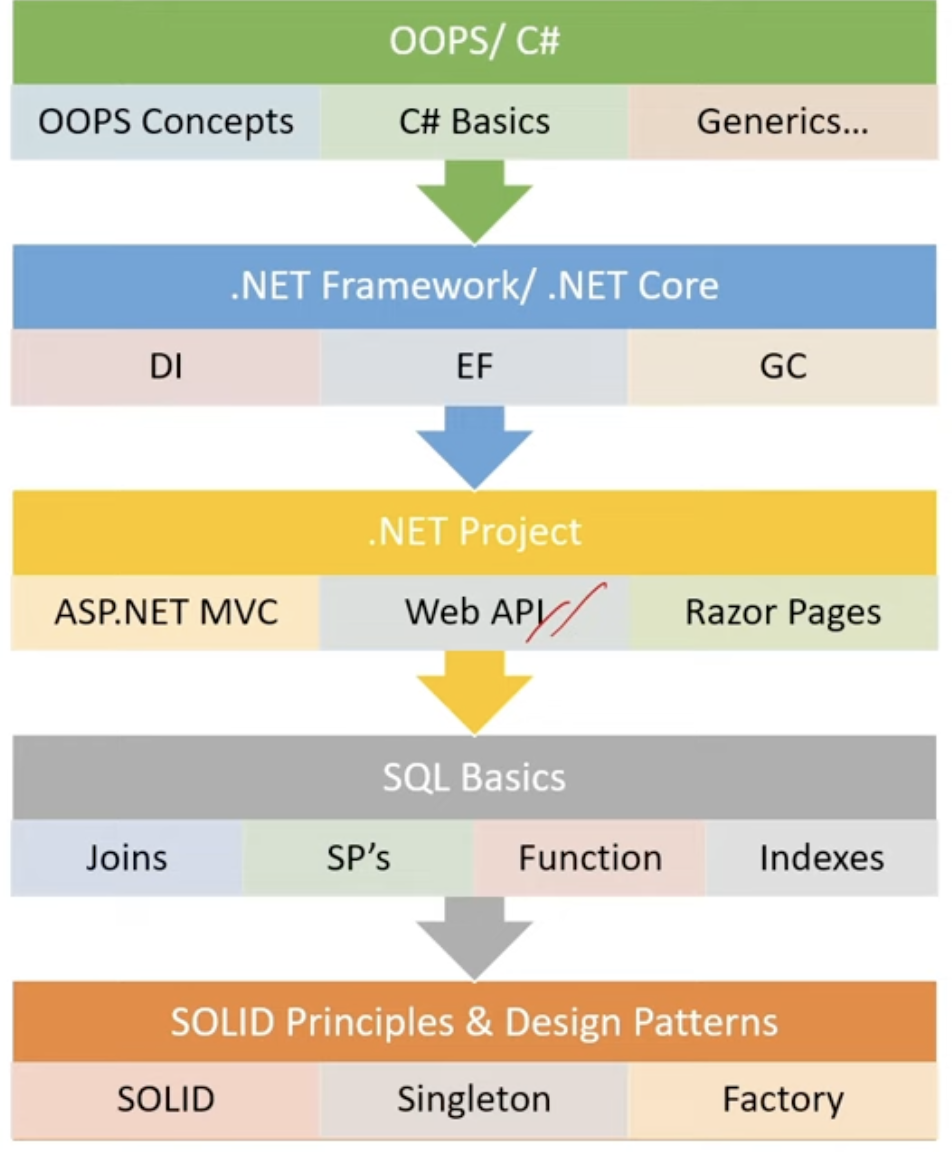 OOPS/ C#
OOPS Concepts C# Basics Generics...
.NET Framework/ .NET Core
DI EF GC
.NET Project
ASP.NET MVC Web API Razor Pages
SQL Basics
Joins SP’s Function Indexes
SOLID Principles & Design Patterns
SOLID Singleton Factory